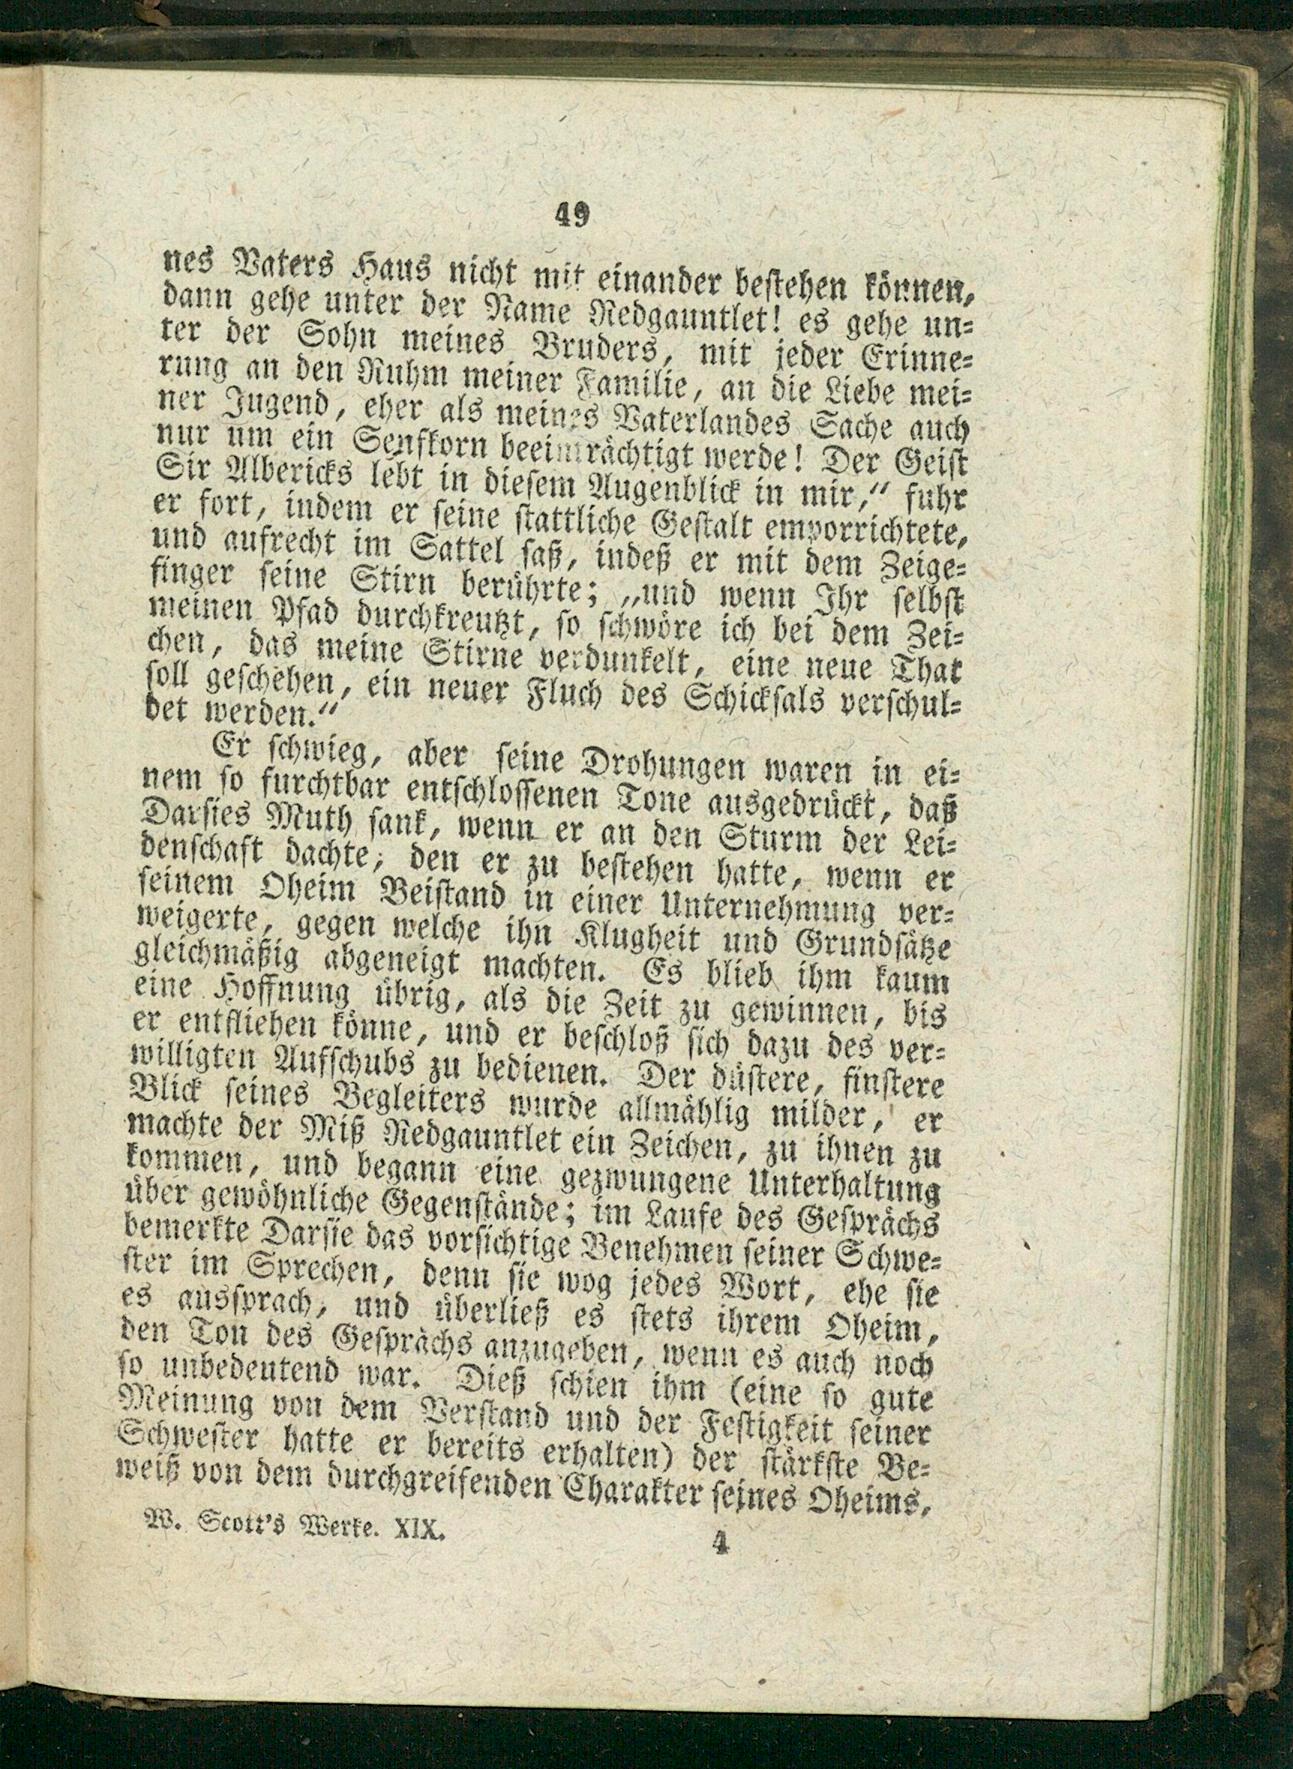 49
nes Vaters Haus nicht mit einander bestehen können,
dann gehe unter der Name Redgauntlet! es gehe un-
ter der Sohn meines Bruders, mit jeder Erinne-
rung an den Ruhm meiner Familie, an die Liebe mei-
ner Jugend, eher als meines Vaterlandes Sache auch
nur um ein Senfkorn beeinträchtigt werde! Der Geist
Sir Albericks lebt in diesem Augenblick in mir,“ fuhr
er fort, indem er seine stattliche Gestalt emporrichtete,
und aufrecht im Sattel saß, indeß er mit dem Zeige-
finger seine Stirn berührte; „und wenn Ihr selbst
meinen Pfad durchkreutzt, so schwöre ich bei dem Zei-
chen, das meine Stirne verdunkelt, eine neue That
soll geschehen, ein neuer Fluch des Schicksals verschul-
det werden.“
Er schwieg, aber seine Drohungen waren in ei-
nem so furchtbar entschlossenen Tone ausgedrückt, daß
Darsies Muth sank, wenn er an den Sturm der Lei-
denschaft dachte, den er zu bestehen hatte, wenn er
seinem Oheim Beistand in einer Unternehmung ver-
weigerte, gegen welche ihn Klugheit und Grundsätze
gleichmäßig abgeneigt machten. Es blieb ihm kaum
eine Hoffnung übrig, als die Zeit zu gewinnen, bis
er entfliehen könne, und er beschloß sich dazu des ver-
willigten Aufschubs zu bedienen. Der düstere, finstere
Blick seines Begleiters wurde allmählig milder, er
machte der Miß Redgauntlet ein Zeichen, zu ihnen zu
kommen, und begann eine gezwungene Unterhaltung
über gewöhnliche Gegenstände; im Laufe des Gesprächs
bemerkte Darsie das vorsichtige Benehmen seiner Schwe-
ster im Sprechen, denn sie wog jedes Wort, ehe sie
es aussprach, und überließ es stets ihrem Oheim,
den Ton des Gesprächs anzugeben, wenn es auch noch
so unbedeutend war. Dieß schien ihm (eine so gute
Meinung von dem Verstand und der Festigkeit seiner
Schwester hatte er bereits erhalten) der stärkste Be-
weiß von dem durchgreifenden Charakter seines Oheims,
W. Scott's Werke. XIX.
4